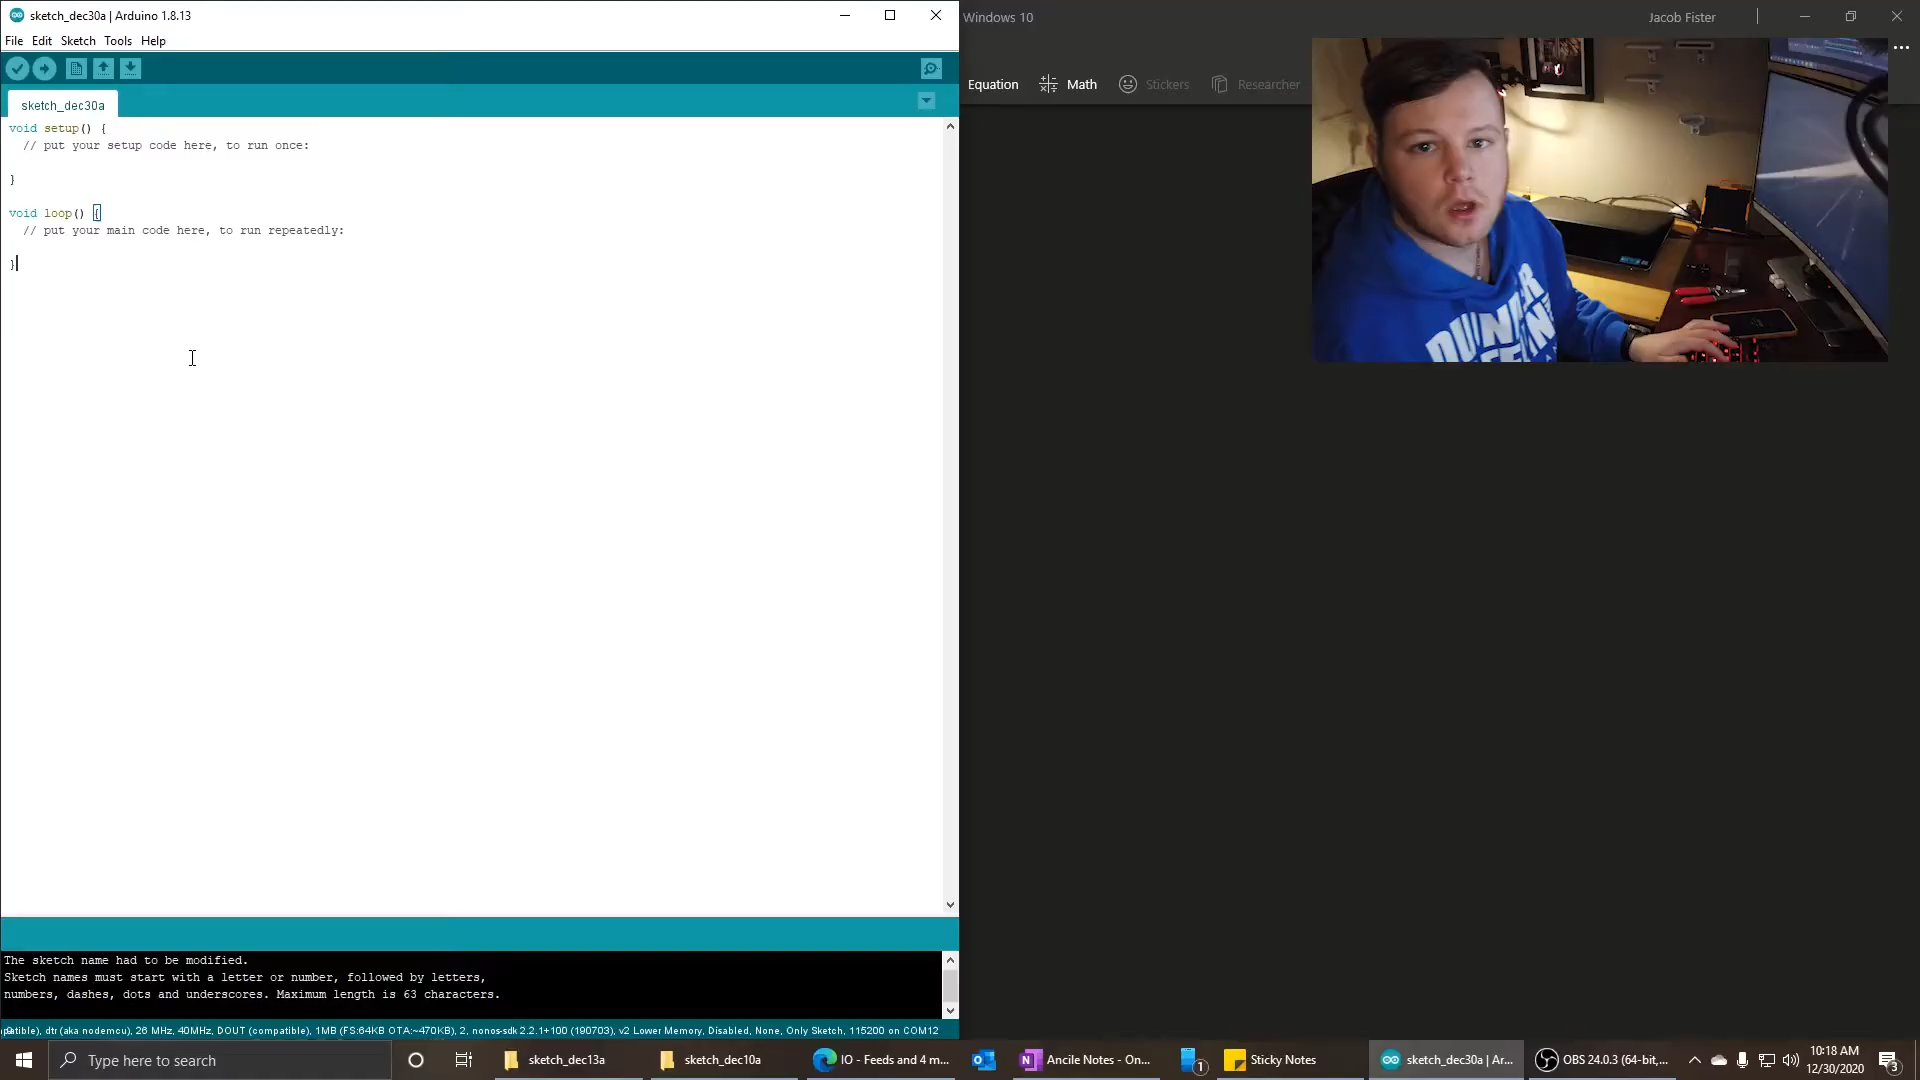 sketch_dec30a | Arduino 1.8.13
File Edit Sketch Tools Help
sketch_dec30a
void setup() {
// put your setup code here, to run once:
}
void loop() {
// put your main code here, to run repeatedly:
}
The sketch name had to be modified.
Sketch names must start with a letter or number, followed by letters,
numbers, dashes, dots and underscores. Maximum length is 63 characters.
dtr (aka nodemcu), 26 MHz, 40MHz, DOUT (compatible), 1MB (FS:64KB OTA:~470KB), 2, nonos-sdk 2.2.1+100 (190703), v2 Lower Memory, Disabled, None, Only Sketch, 115200 on COM12
Windows 10
Jacob Fister
Equation Math Stickers Researcher
Type here to search
sketch_dec13a
sketch_dec10a
IO - Feeds and 4 m...
Ancile Notes - On...
1
Sticky Notes
sketch_dec30a | Ar...
OBS 24.0.3 (64-bit,...
10:18 AM
12/30/2020
3